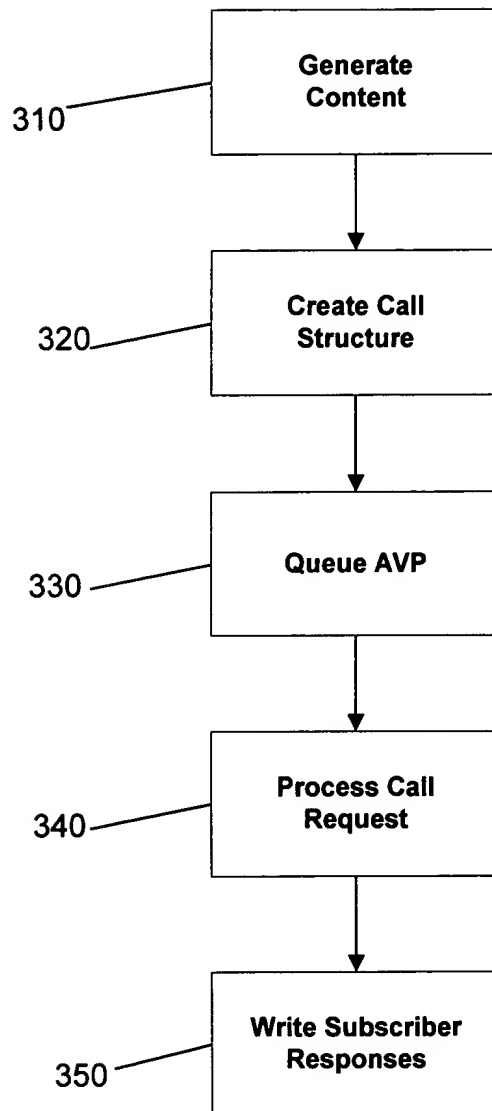 Generate
Content
310
Create Call
Structure
320
Queue AVP
330
Process Call
Request
340
Write Subscriber
Responses
350